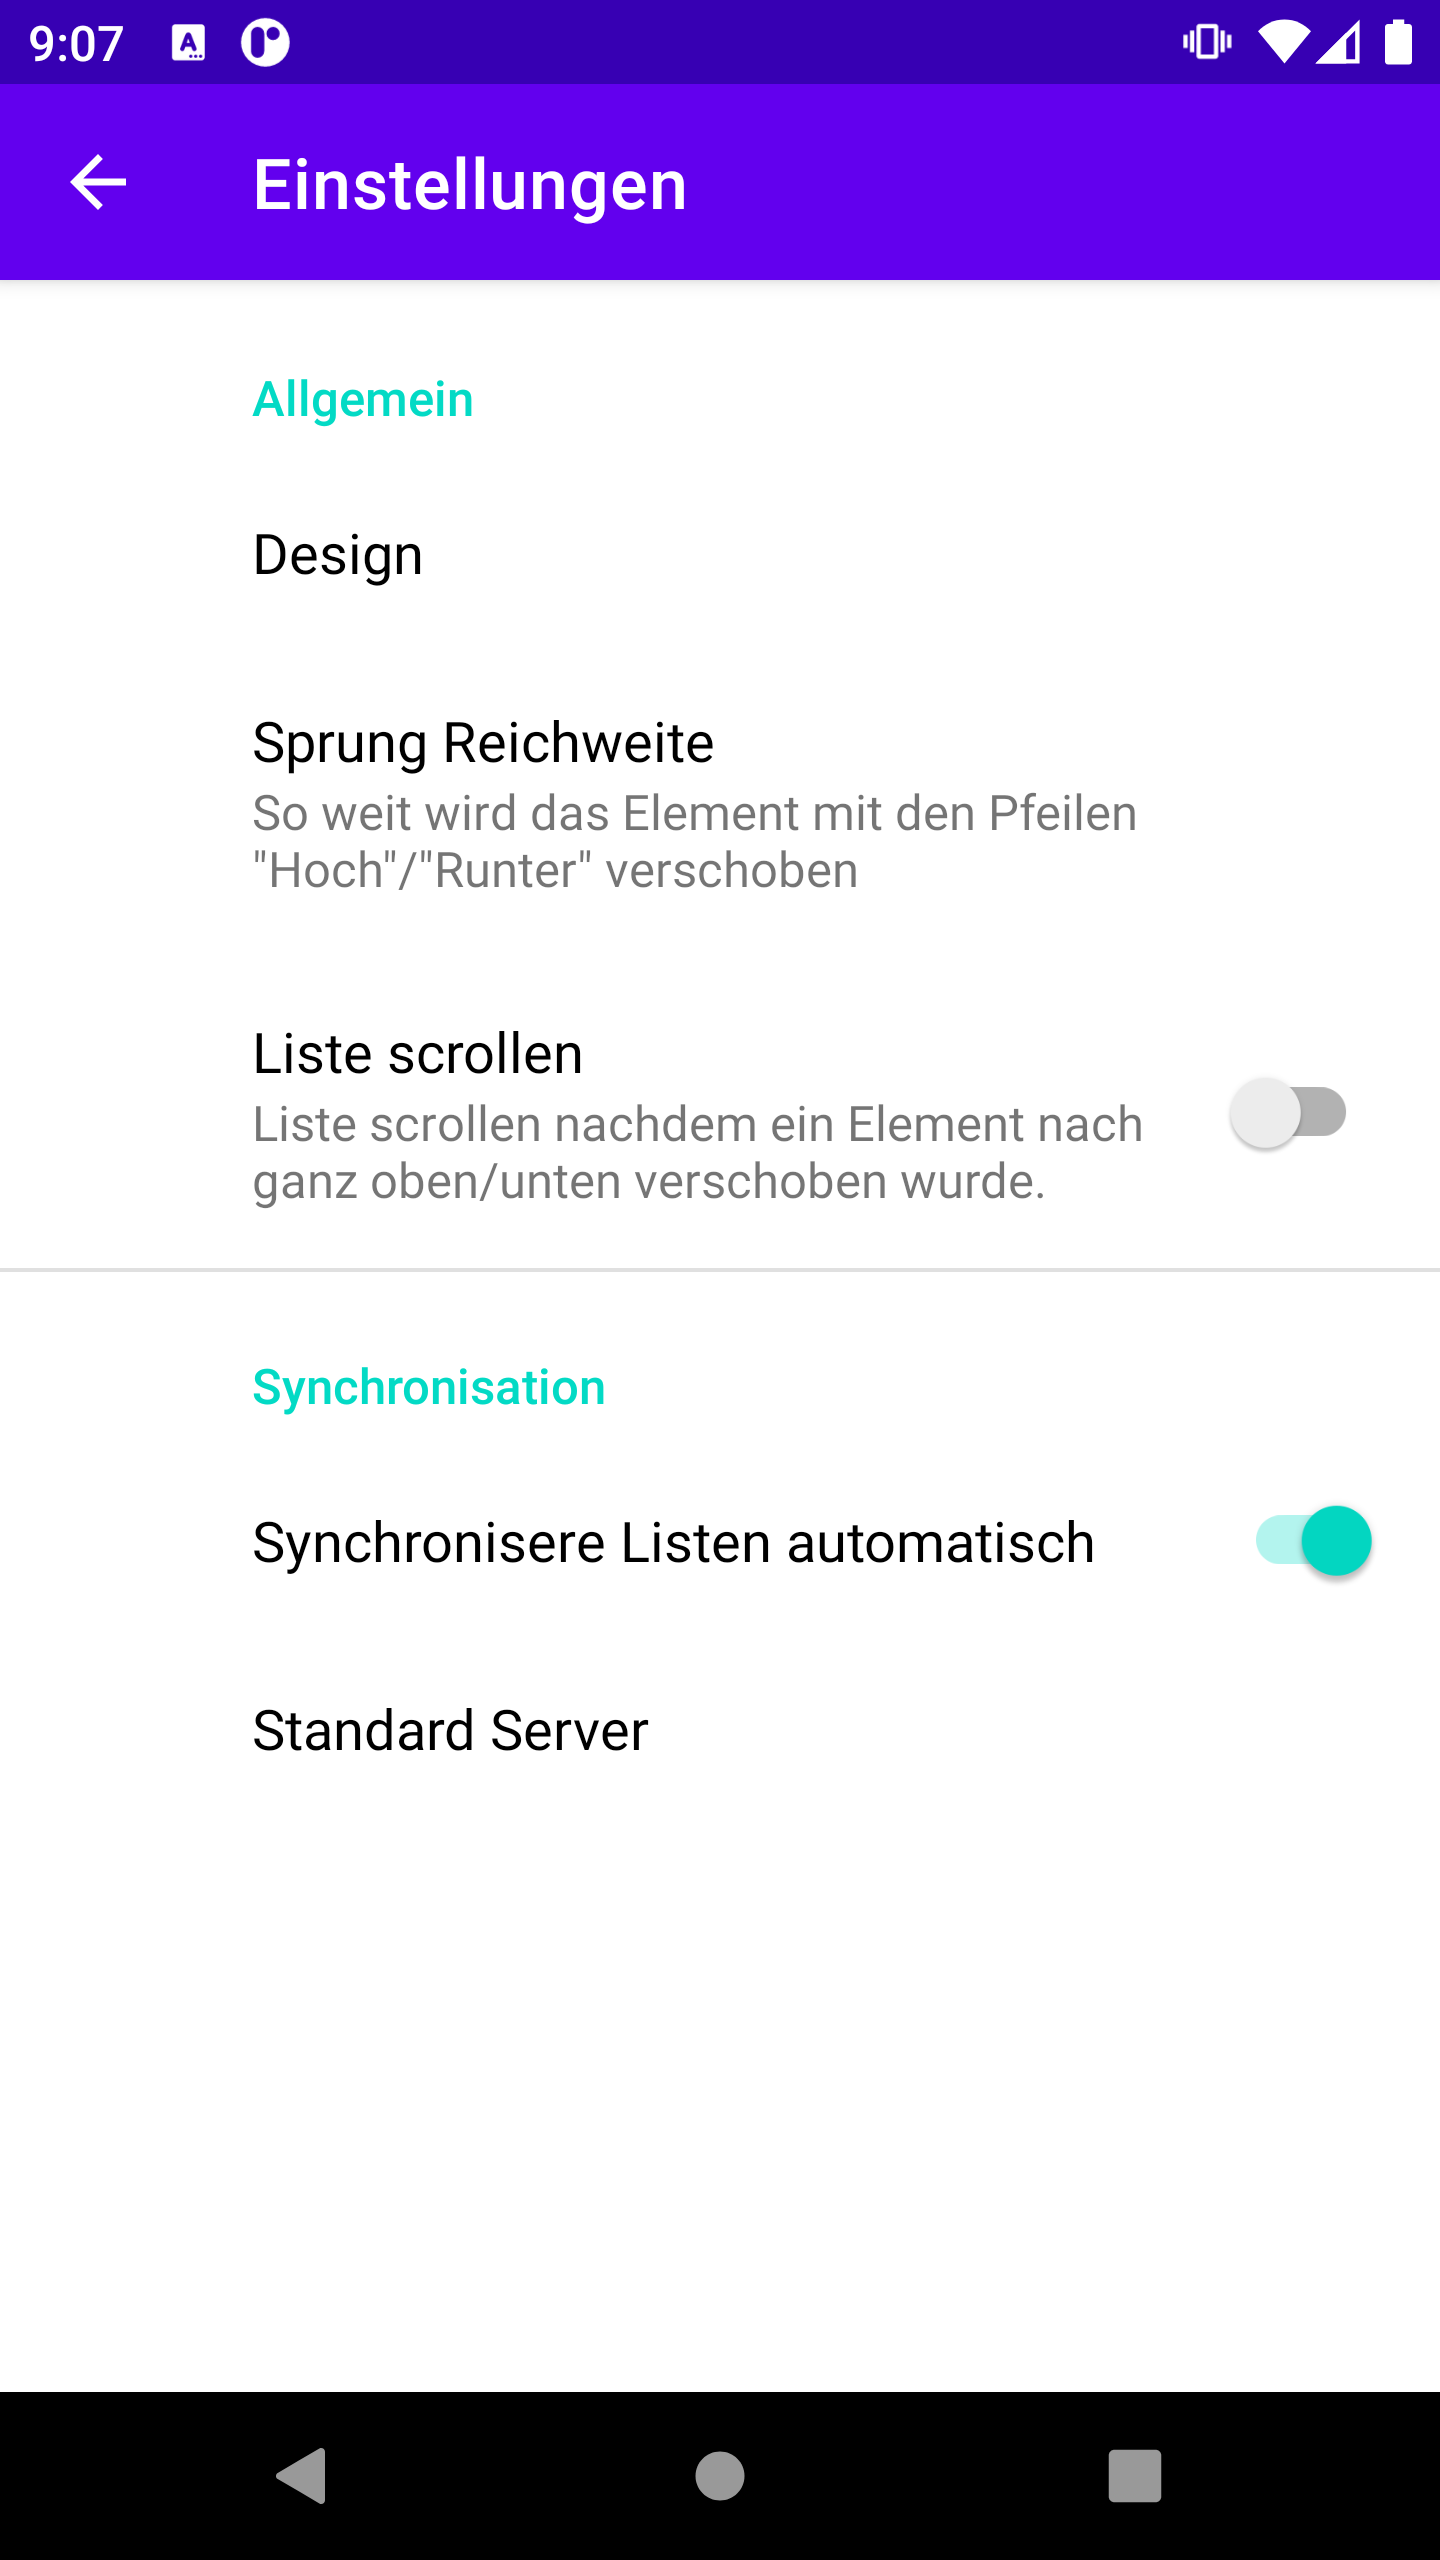 9:07
Einstellungen
Allgemein
Design
Sprung Reichweite
So weit wird das Element mit den Pfeilen
"Hoch"/"Runter" verschoben
Liste scrollen
Liste scrollen nachdem ein Element nach
ganz oben/unten verschoben wurde.
Synchronisation
Synchronisere Listen automatisch
Standard Server